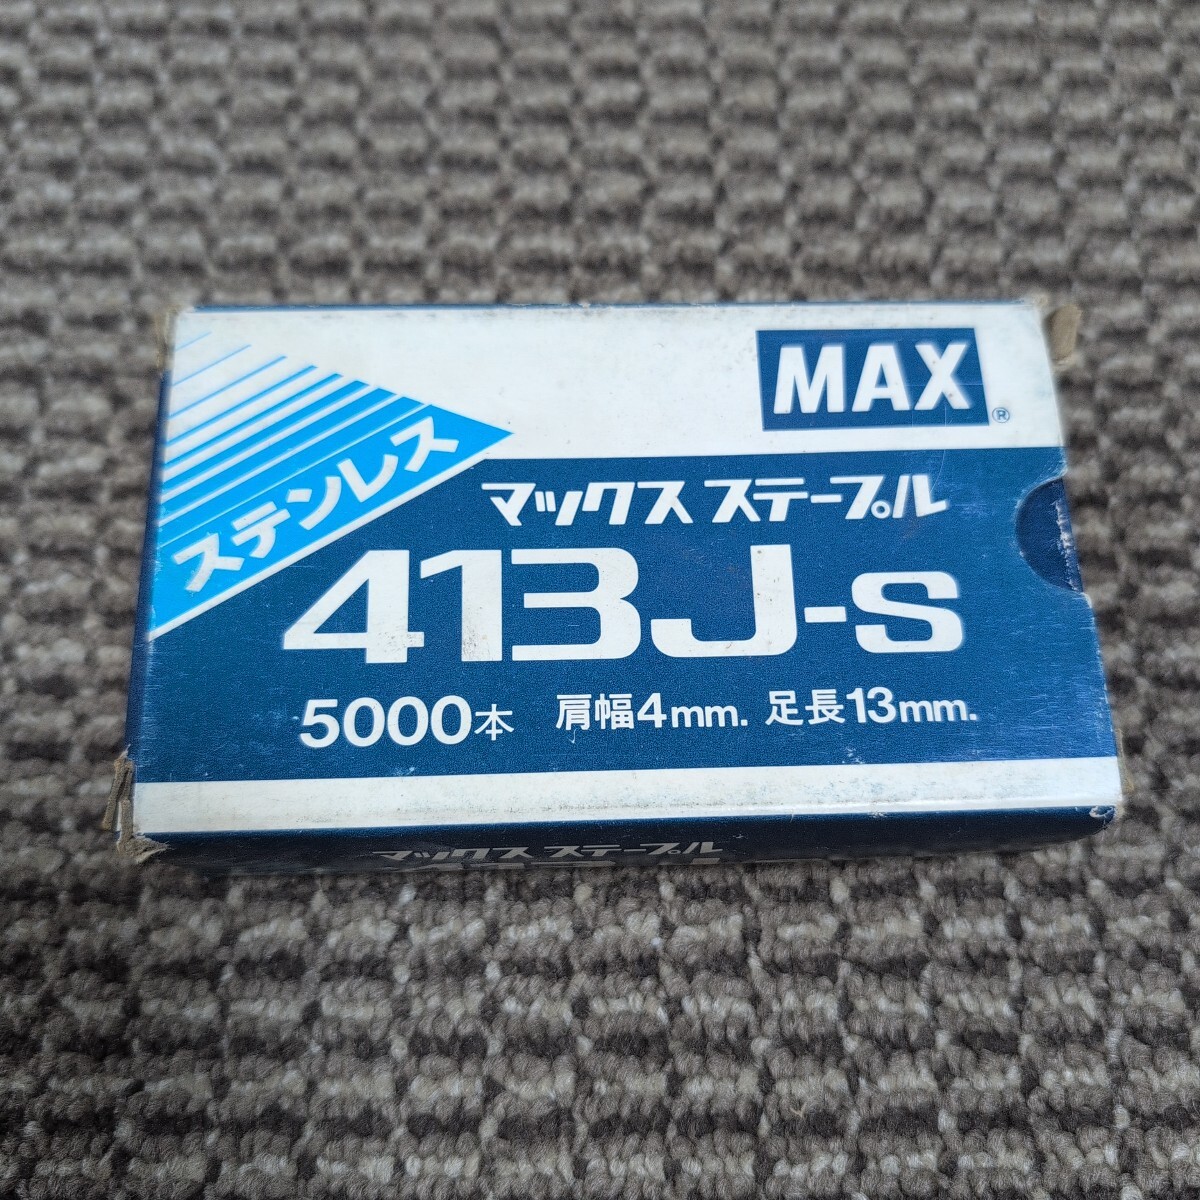 MAX
®
ステンレス
マックス ステープル
413J-S
5000本 肩幅4mm. 足長13mm.
マックス ステープル